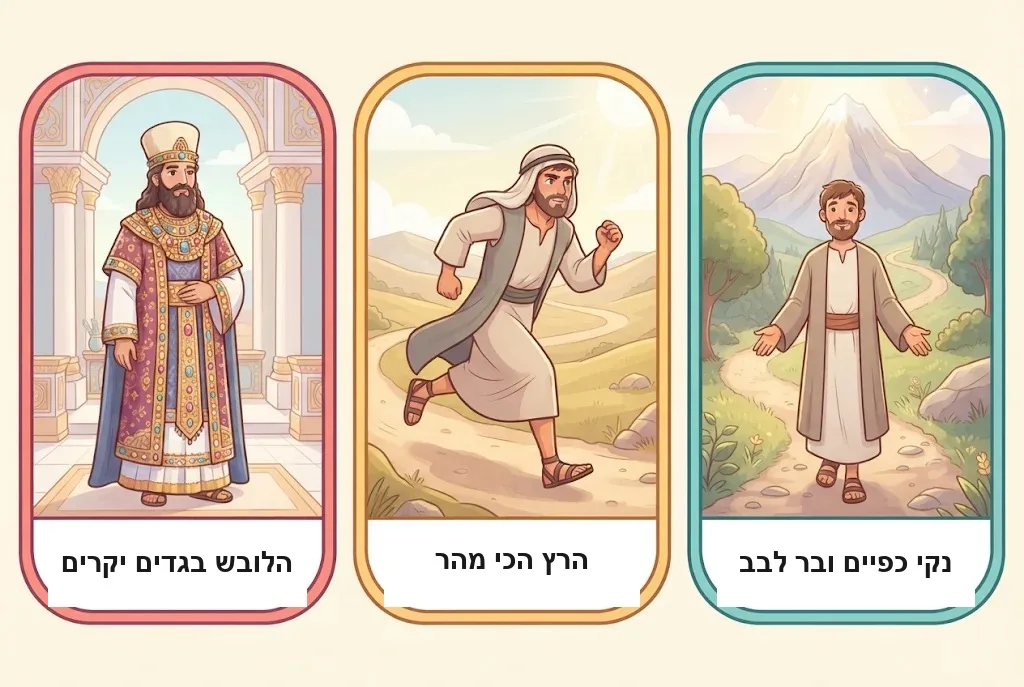 הלובש בגדים יקרים
הרץ הכי מהר
נקי כפיים ובר לבב